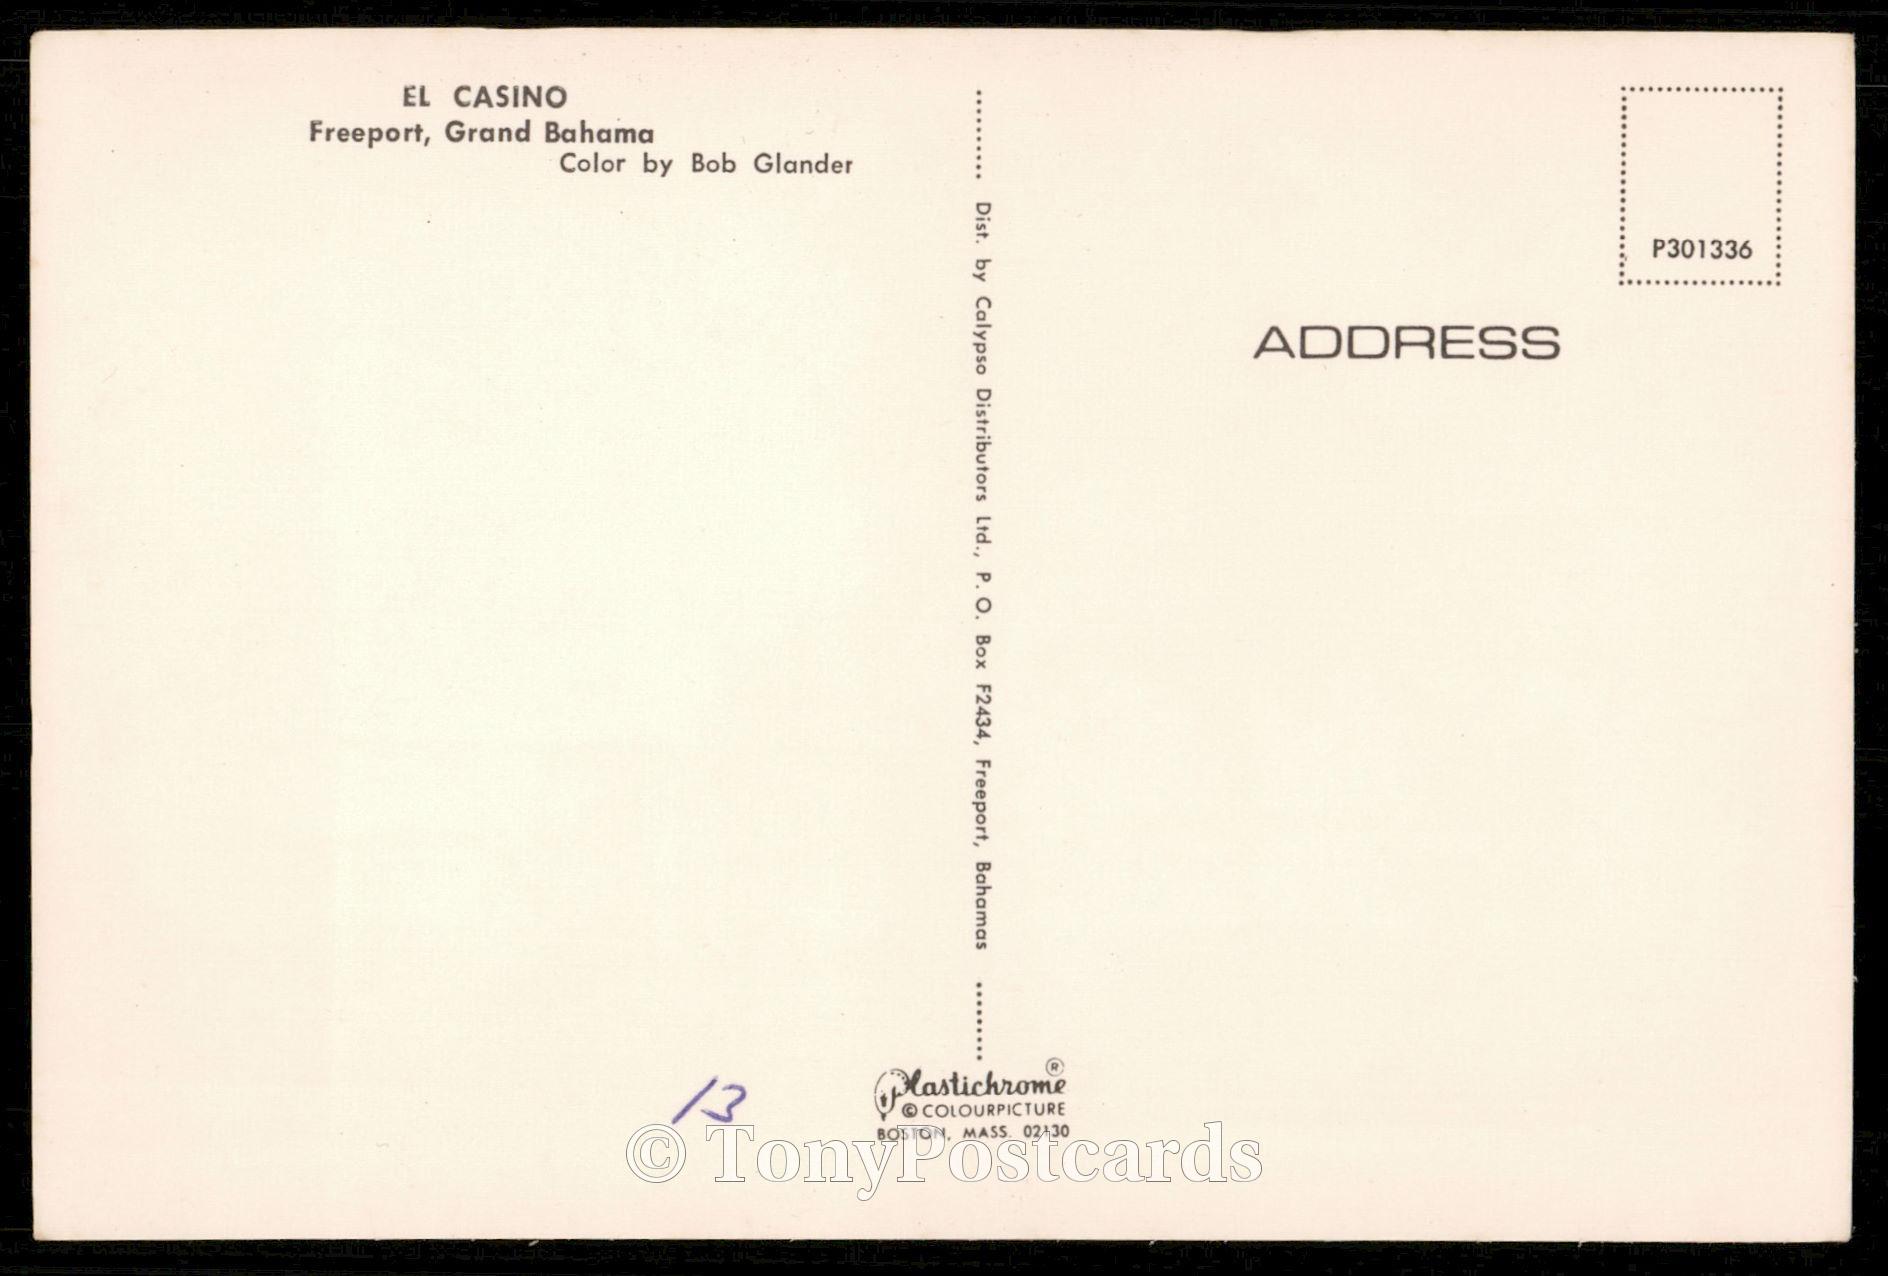 EL CASINO
Freeport, Grand Bahama
Color by Bob Glander
Dist. by Calypso Distributors Ltd., P. O. Box F2434, Freeport, Bahamas
P301336
ADDRESS
13
Plastichrome ®
© COLOURPICTURE
BOSTON, MASS. 02130
© TonyPostcards